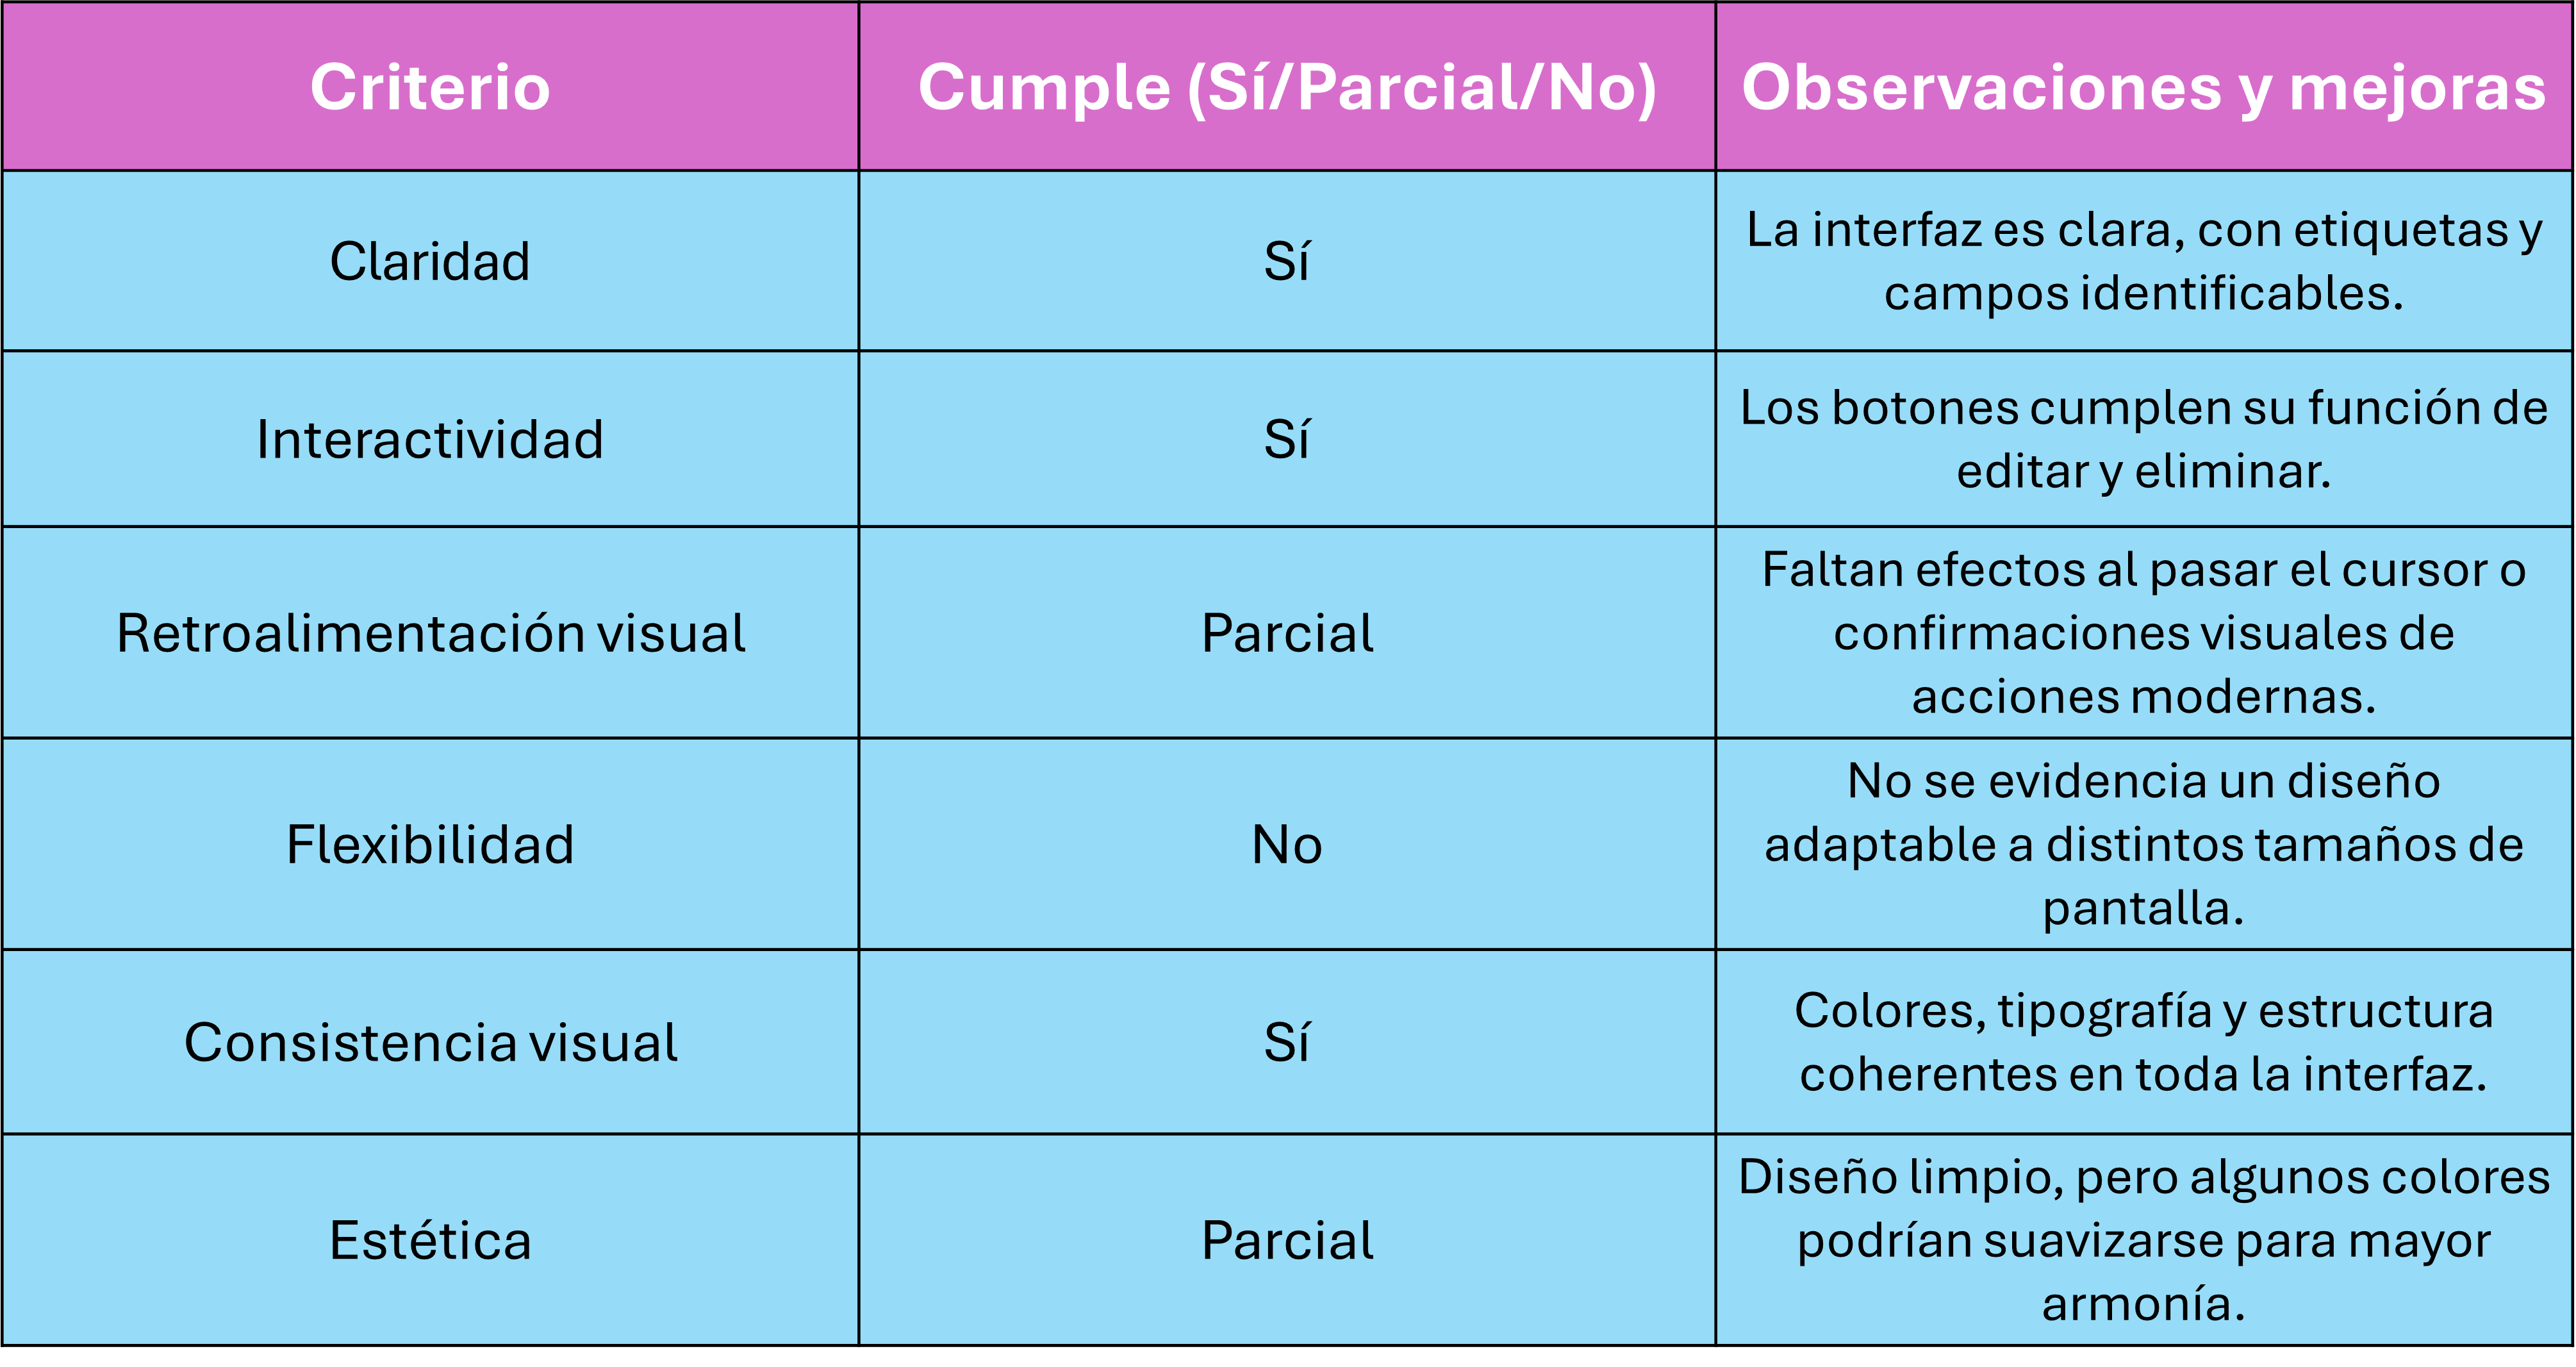 Criterio
Cumple (Sí/Parcial/No)
Observaciones y mejoras
Claridad
Sí
La interfaz es clara, con etiquetas y
campos identificables.
Interactividad
Sí
Los botones cumplen su función de
editar y eliminar.
Retroalimentación visual
Parcial
Faltan efectos al pasar el cursor o
confirmaciones visuales de
acciones modernas.
Flexibilidad
No
No se evidencia un diseño
adaptable a distintos tamaños de
pantalla.
Consistencia visual
Sí
Colores, tipografía y estructura
coherentes en toda la interfaz.
Estética
Parcial
Diseño limpio, pero algunos colores
podrían suavizarse para mayor
armonía.